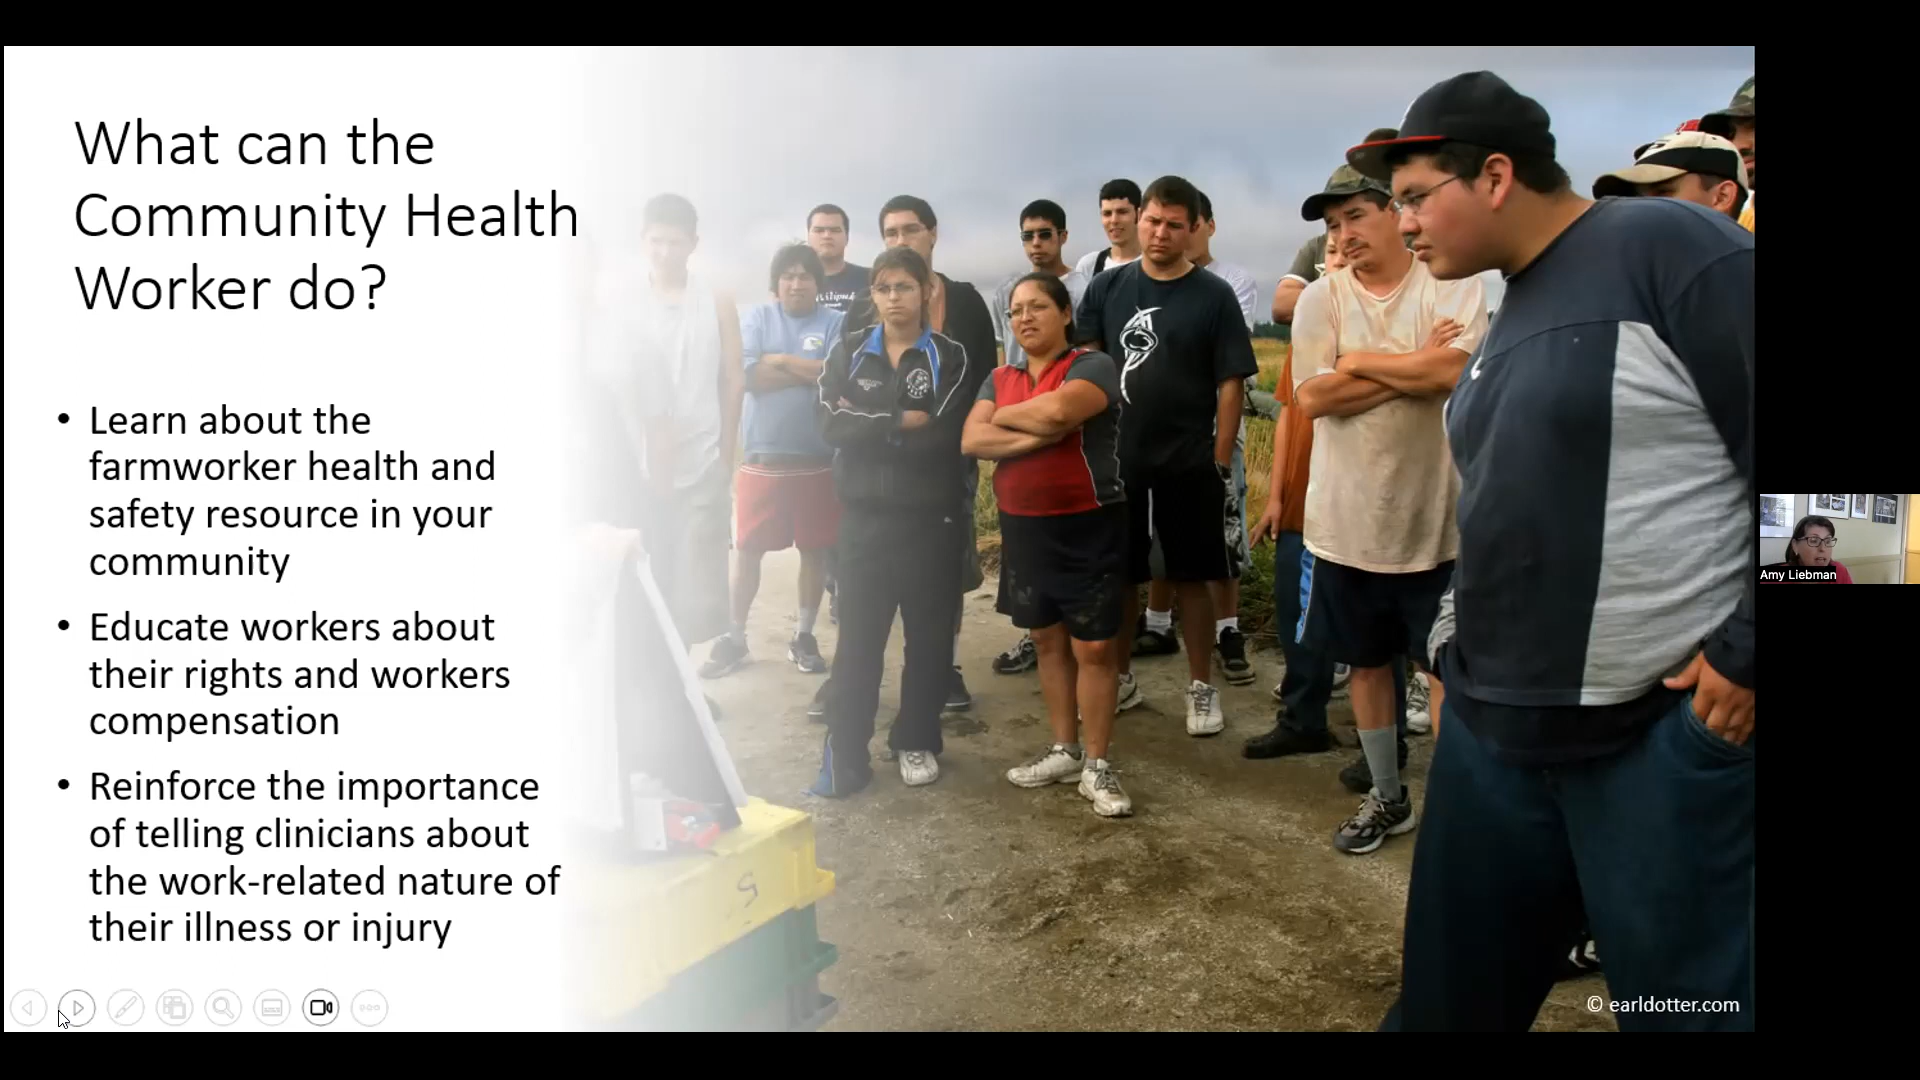 What can the
Community Health
Worker do?
• Learn about the
farmworker health and
safety resource in your
community
• Educate workers about
their rights and workers
compensation
• Reinforce the importance
of telling clinicians about
the work-related nature of
their illness or injury
© earldotter.com
Amy Liebman